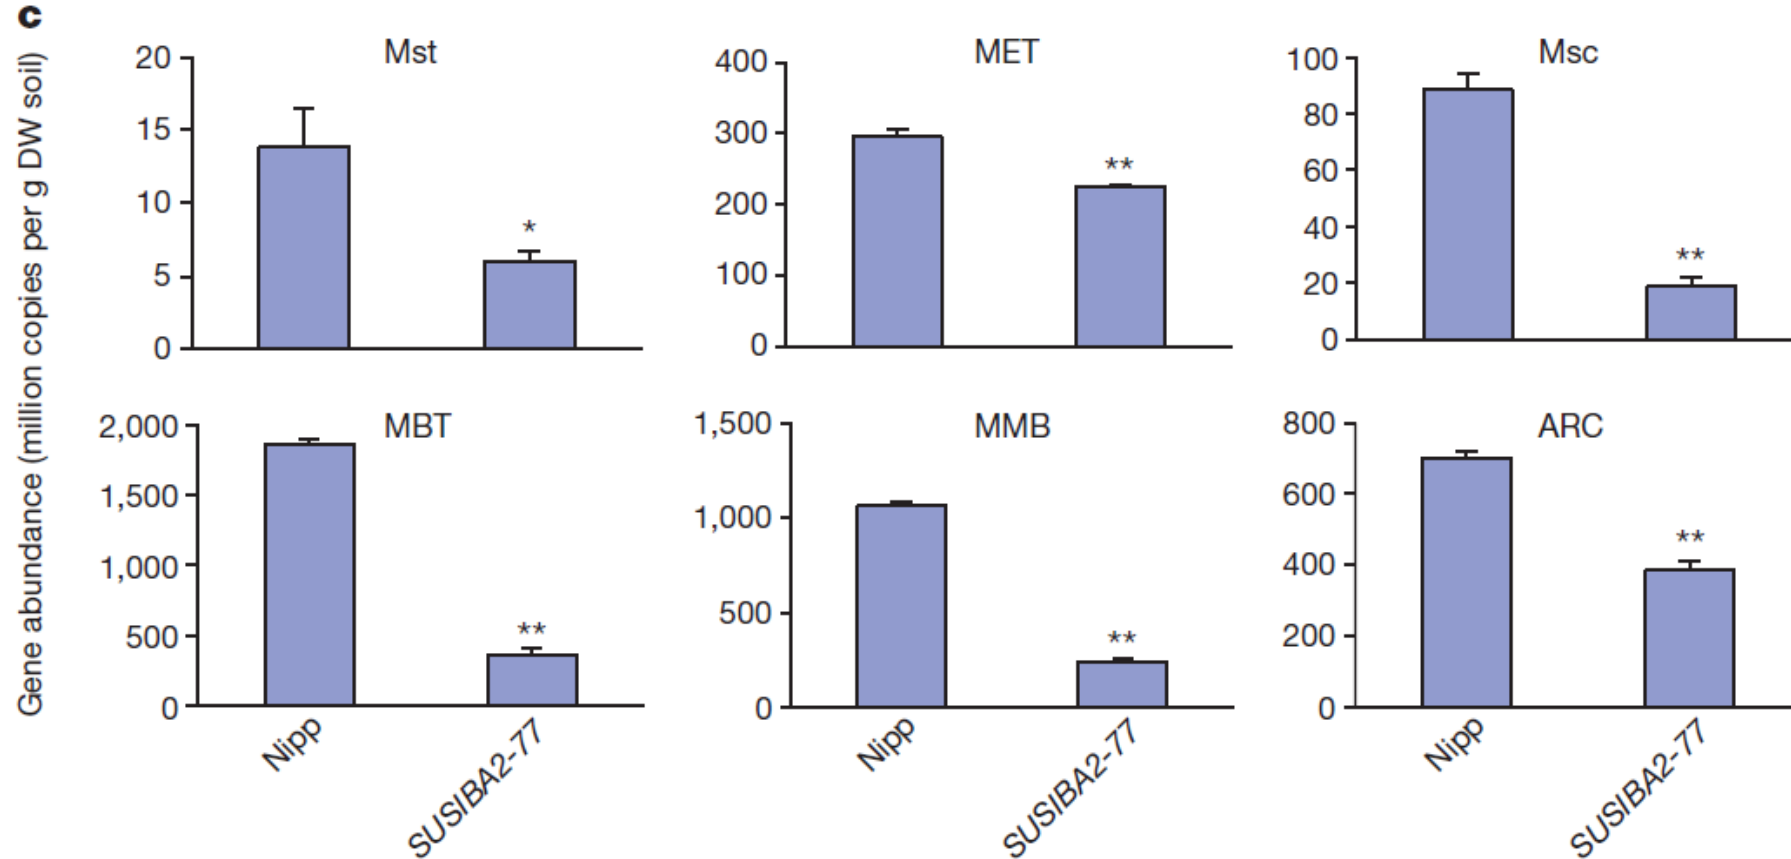 c
Gene abundance (million copies per g DW soil)
Mst
20
15
10
5
0
*
MET
400
300
200
100
0
**
Msc
100
80
60
40
20
0
**
MBT
2,000
1,500
1,000
500
0
**
Nipp
SUSIBA2-77
MMB
1,500
1,000
500
0
**
Nipp
SUSIBA2-77
ARC
800
600
400
200
0
**
Nipp
SUSIBA2-77